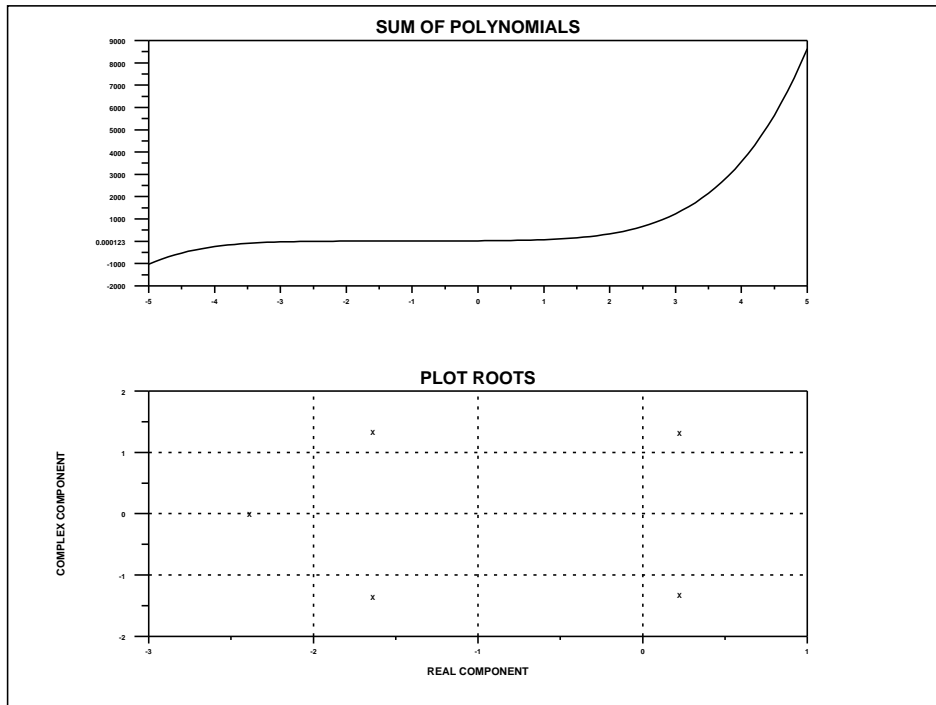 SUM OF POLYNOMIALS
9000
8000
7000
6000
5000
4000
3000
2000
1000
0.000123
-1000
-2000
-5 -4 -3 -2 -1 0 1 2 3 4 5
PLOT ROOTS
2
1
0
-1
-2
COMPLEX COMPONENT
x x
x
x x
-3 -2 -1 0 1
REAL COMPONENT